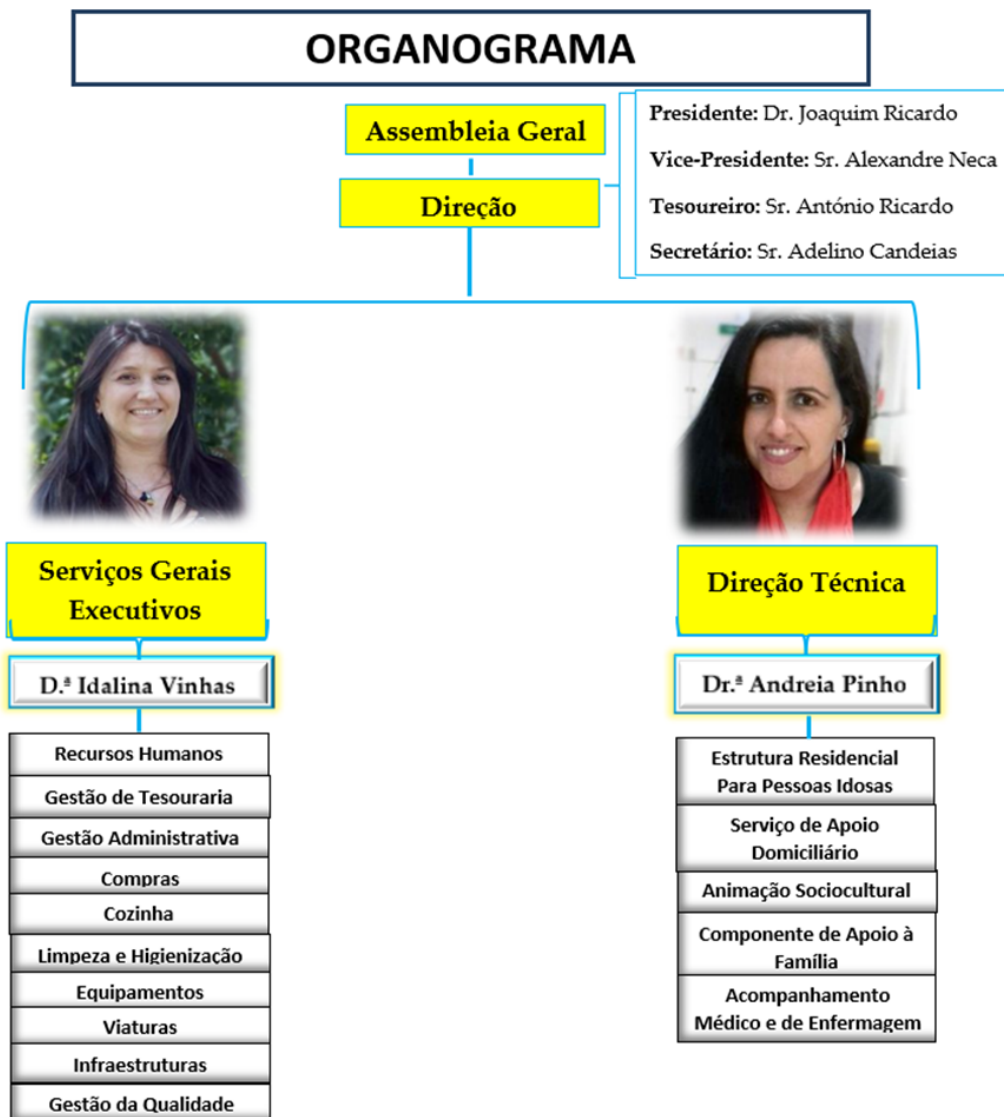 ORGANOGRAMA
Assembleia Geral
Direção
Presidente: Dr. Joaquim Ricardo
Vice-Presidente: Sr. Alexandre Neca
Tesoureiro: Sr. António Ricardo
Secretário: Sr. Adelino Candeias
Serviços Gerais
Executivos
D.ª Idalina Vinhas
Recursos Humanos
Gestão de Tesouraria
Gestão Administrativa
Compras
Cozinha
Limpeza e Higienização
Equipamentos
Viaturas
Infraestruturas
Gestão da Qualidade
Direção Técnica
Dr.ª Andreia Pinho
Estrutura Residencial
Para Pessoas Idosas
Serviço de Apoio
Domiciliário
Animação Sociocultural
Componente de Apoio à
Família
Acompanhamento
Médico e de Enfermagem